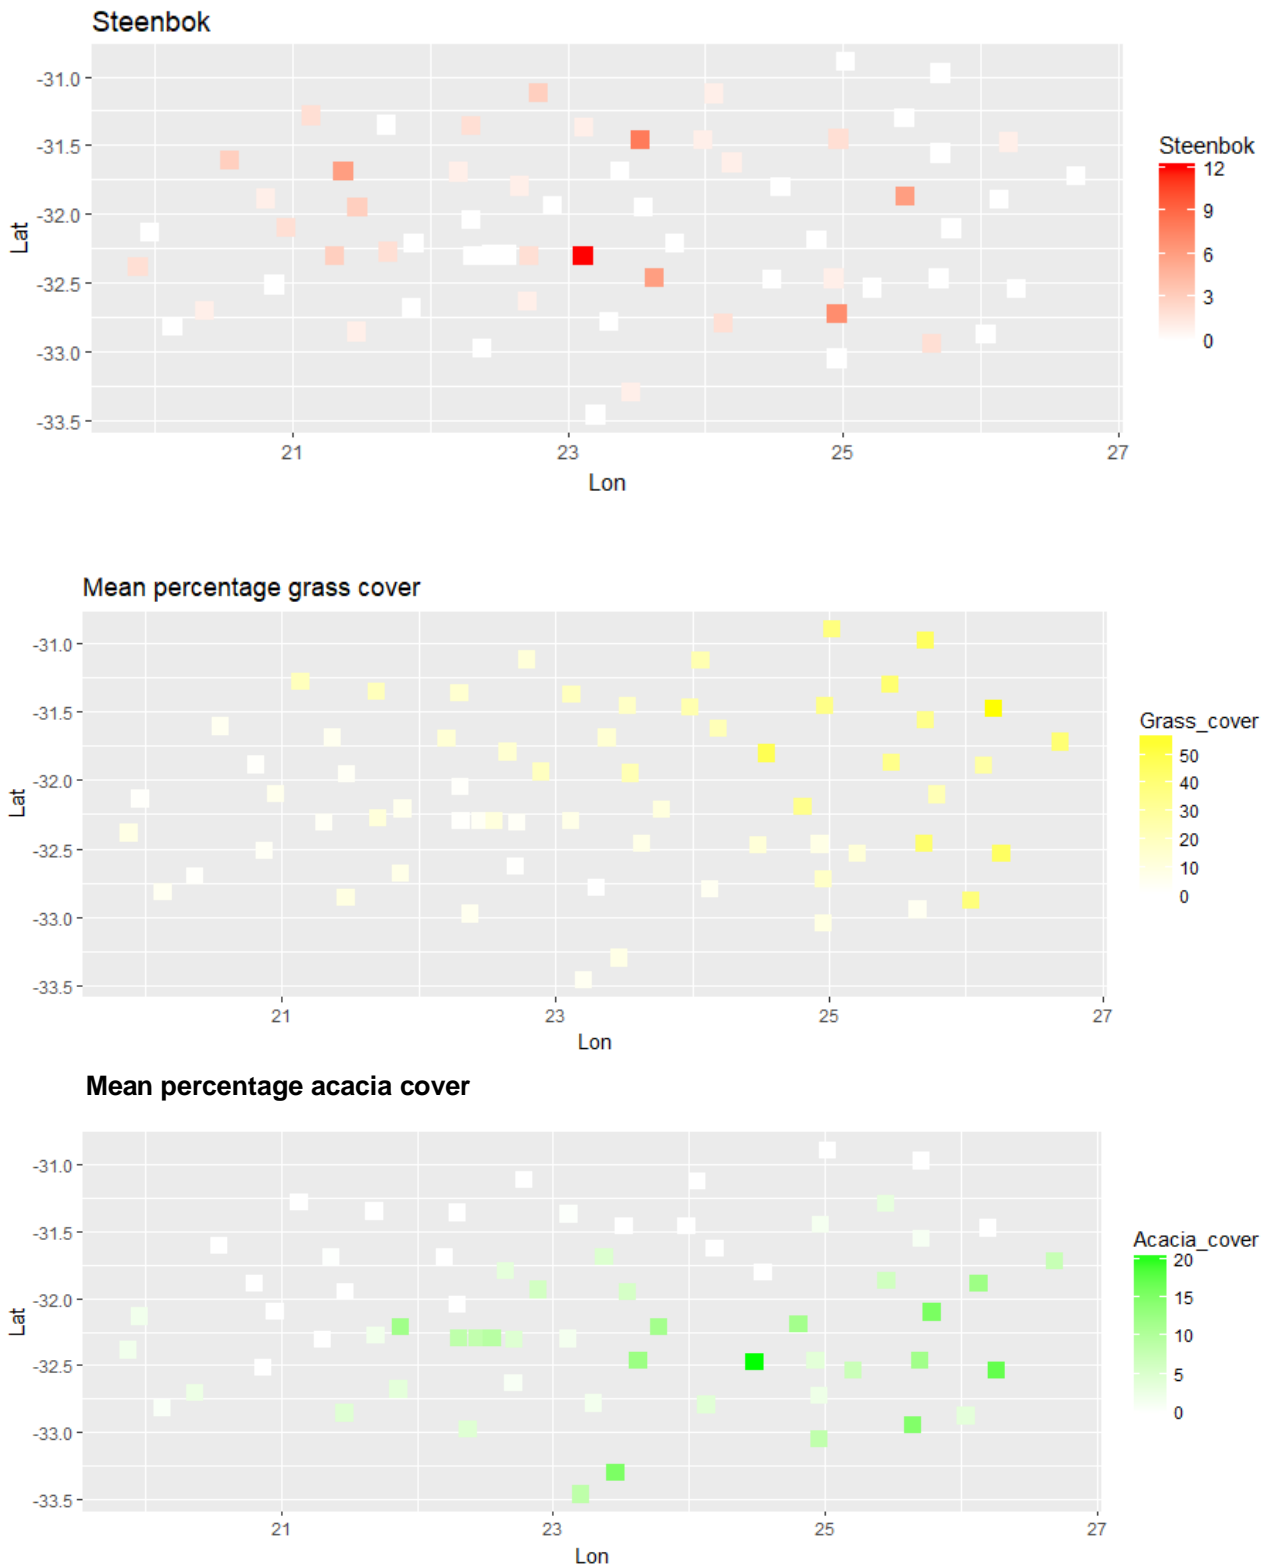 Steenbok
-31.0
-31.5
-32.0
-32.5
-33.0
-33.5
Lat
21 23 25 27
Lon
Steenbok
12
9
6
3
0
Mean percentage grass cover
-31.0
-31.5
-32.0
-32.5
-33.0
-33.5
Lat
21 23 25 27
Lon
Grass_cover
50
40
30
20
10
0
Mean percentage acacia cover
-31.0
-31.5
-32.0
-32.5
-33.0
-33.5
Lat
21 23 25 27
Lon
Acacia_cover
20
15
10
5
0